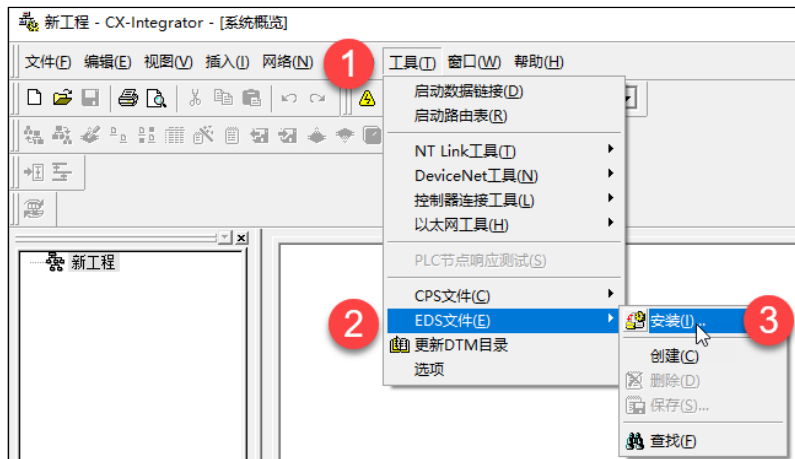 新工程 - CX-Integrator - [系统概览]
文件(F) 编辑(E) 视图(V) 插入(I) 网络(N) 1 工具(T) 窗口(W) 帮助(H)
启动数据链接(D)
启动路由表(R)
NT Link工具(T)
DeviceNet工具(N)
控制器连接工具(L)
以太网工具(H)
新工程
PLC节点响应测试(S)
CPS文件(C)
2 EDS文件(E)
安装(I)... 3
更新DTM目录
选项
创建(C)
删除(D)
保存(S)...
查找(F)